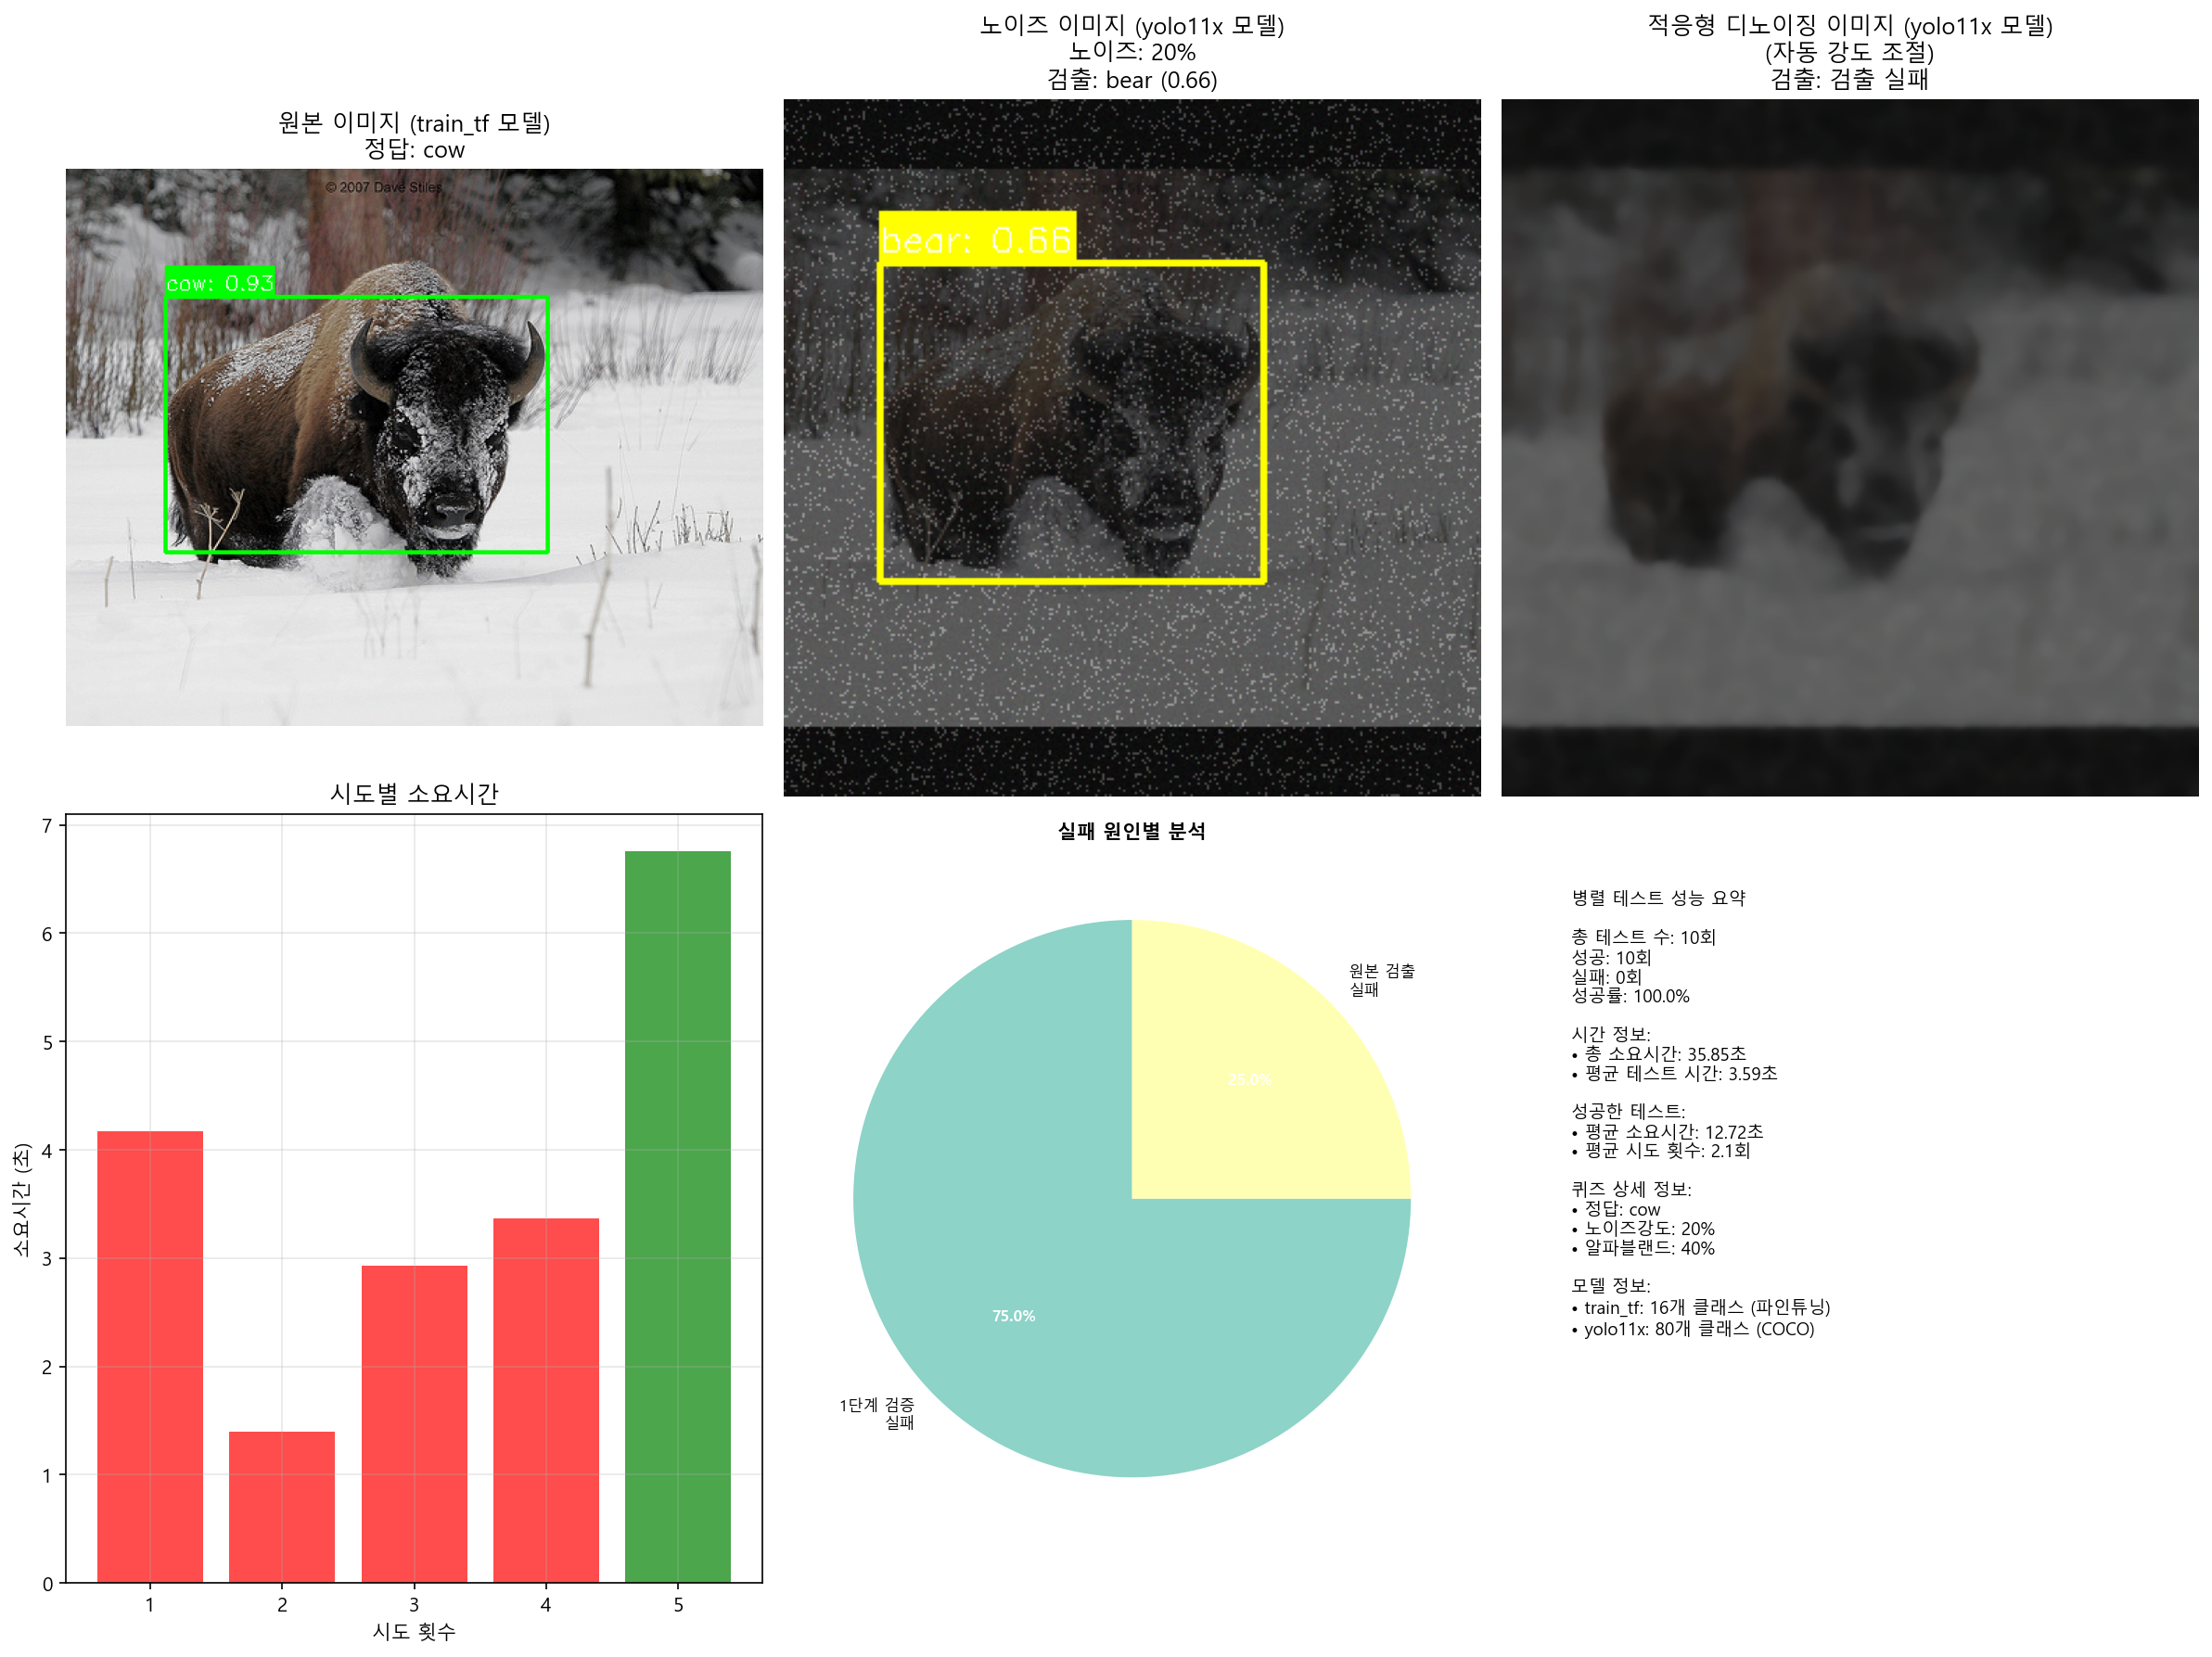 원본 이미지 (train_tf 모델)
정답: cow
© 2007 Dave Stiles
cow: 0.93
노이즈 이미지 (yolo11x 모델)
노이즈: 20%
검출: bear (0.66)
bear: 0.66
적응형 디노이징 이미지 (yolo11x 모델)
(자동 강도 조절)
검출: 검출 실패
시도별 소요시간
소요시간 (초)
7
6
5
4
3
2
1
0
1 2 3 4 5
시도 횟수
실패 원인별 분석
원본 검출
실패
25.0%
75.0%
1단계 검증
실패
병렬 테스트 성능 요약
총 테스트 수: 10회
성공: 10회
실패: 0회
성공률: 100.0%
시간 정보:
• 총 소요시간: 35.85초
• 평균 테스트 시간: 3.59초
성공한 테스트:
• 평균 소요시간: 12.72초
• 평균 시도 횟수: 2.1회
퀴즈 상세 정보:
• 정답: cow
• 노이즈강도: 20%
• 알파블랜드: 40%
모델 정보:
• train_tf: 16개 클래스 (파인튜닝)
• yolo11x: 80개 클래스 (COCO)